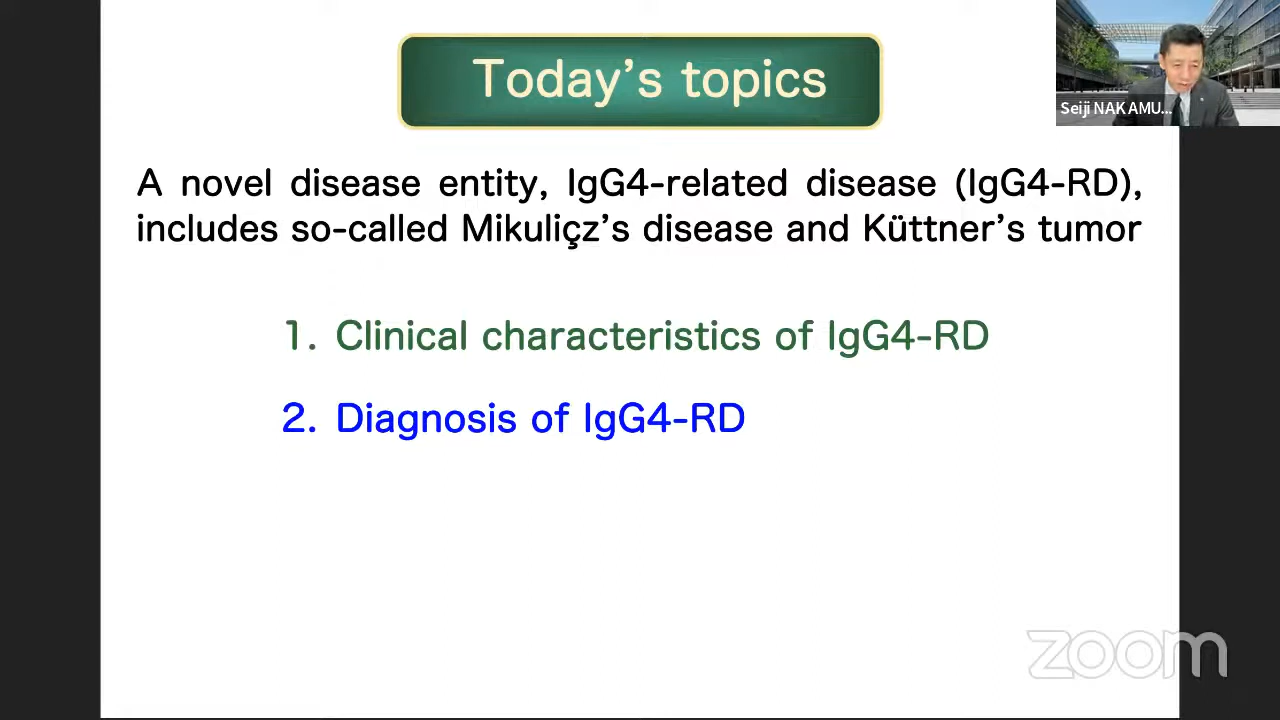 Today’s topics
Seiji NAKAMU...
A novel disease entity, IgG4-related disease (IgG4-RD),
includes so-called Mikuliçz’s disease and Küttner’s tumor
1. Clinical characteristics of IgG4-RD
2. Diagnosis of IgG4-RD
zoom